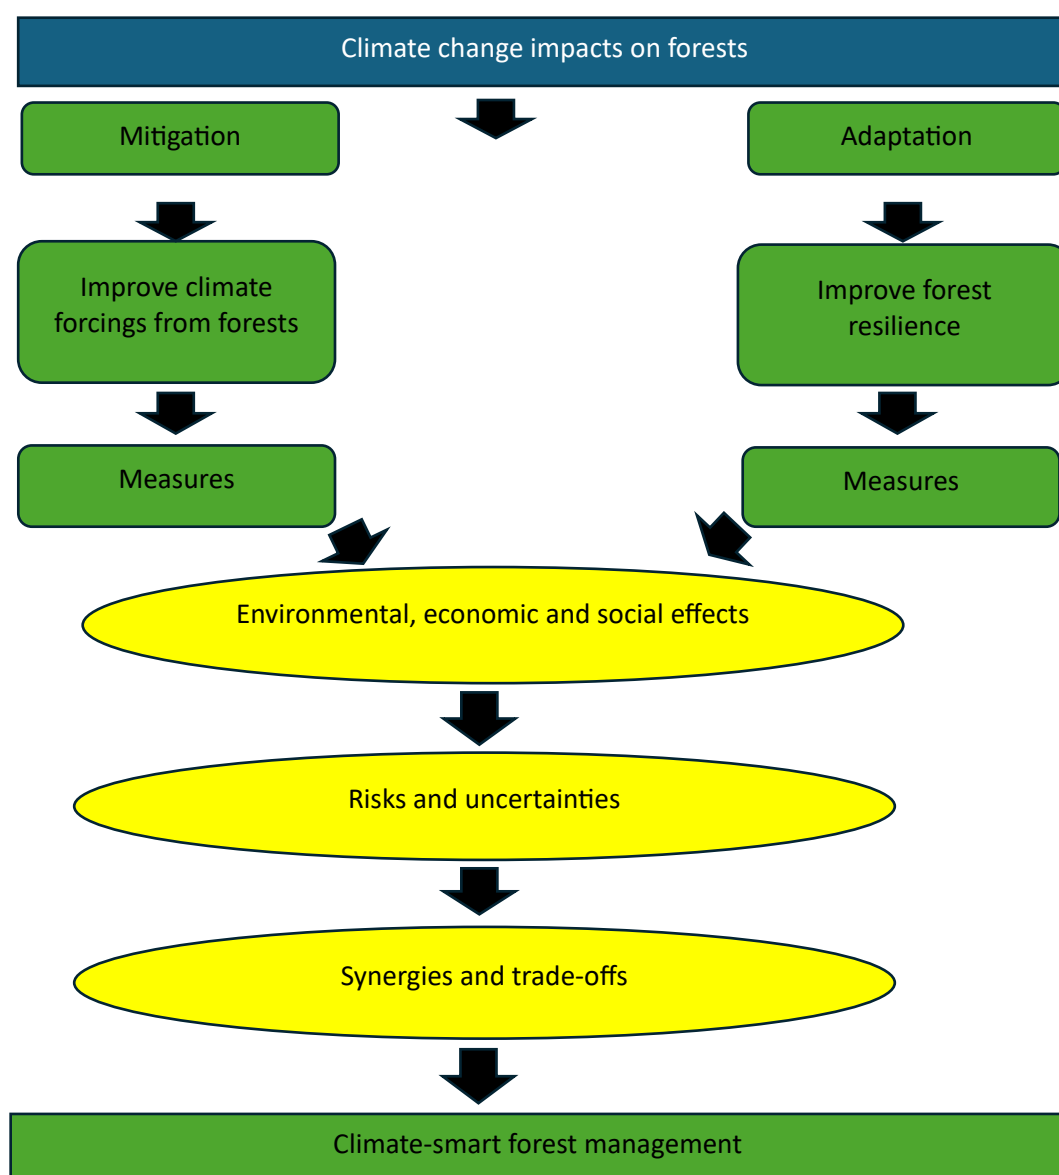 Climate change impacts on forests
Mitigation
Adaptation
Improve climate
forcings from forests
Improve forest
resilience
Measures
Measures
Environmental, economic and social effects
Risks and uncertainties
Synergies and trade-offs
Climate-smart forest management